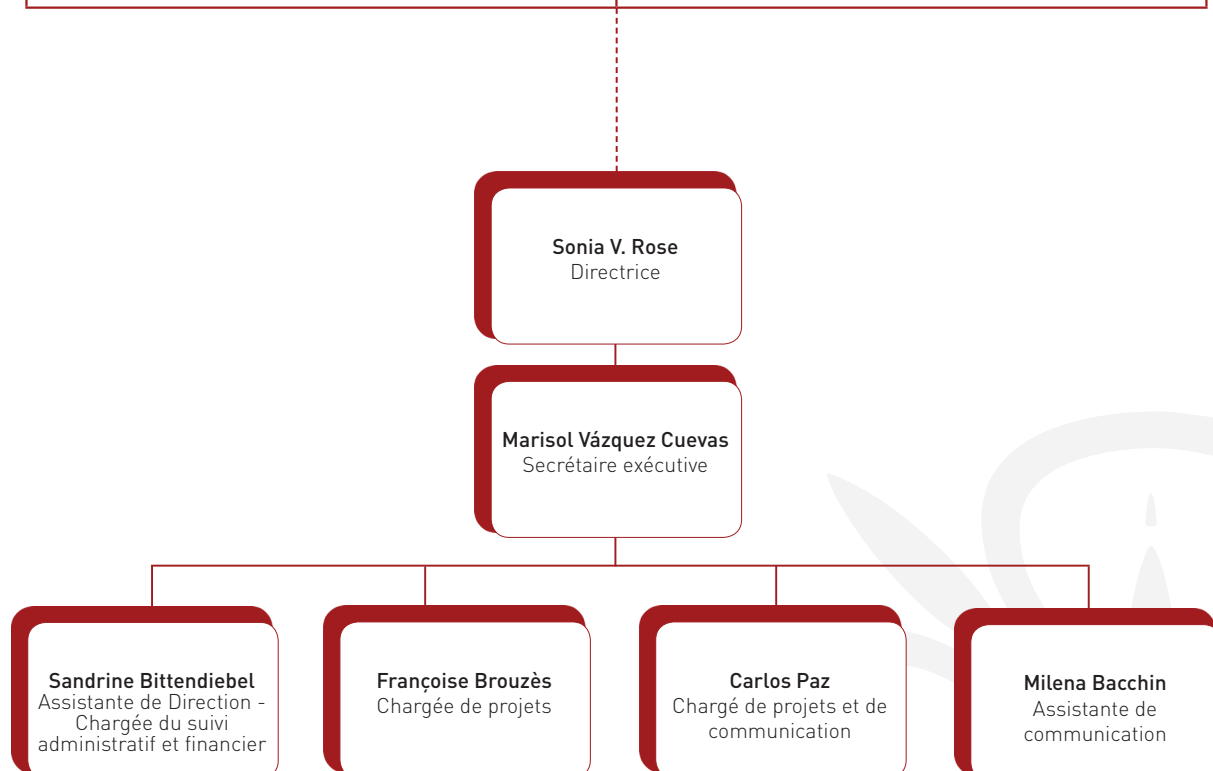 Sonia V. Rose
Directrice
Marisol Vázquez Cuevas
Secrétaire exécutive
Sandrine Bittendiebel
Assistante de Direction -
Chargée du suivi
administratif et financier
Françoise Brouzès
Chargée de projets
Carlos Paz
Chargé de projets et de
communication
Milena Bacchin
Assistante de
communication